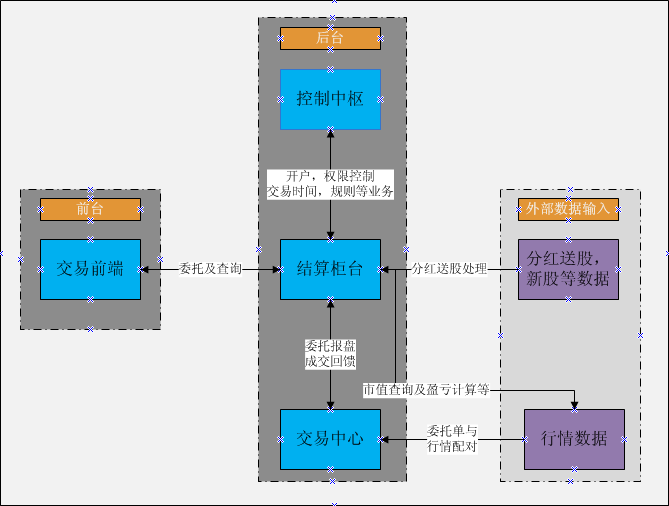 后台
控制中枢
开户，权限控制
交易时间，规则等业务
前台
外部数据输入
交易前端
委托及查询
结算柜台
分红送股处理
分红送股，
新股等数据
委托报盘
成交回馈
市值查询及盈亏计算等
交易中心
委托单与
行情配对
行情数据